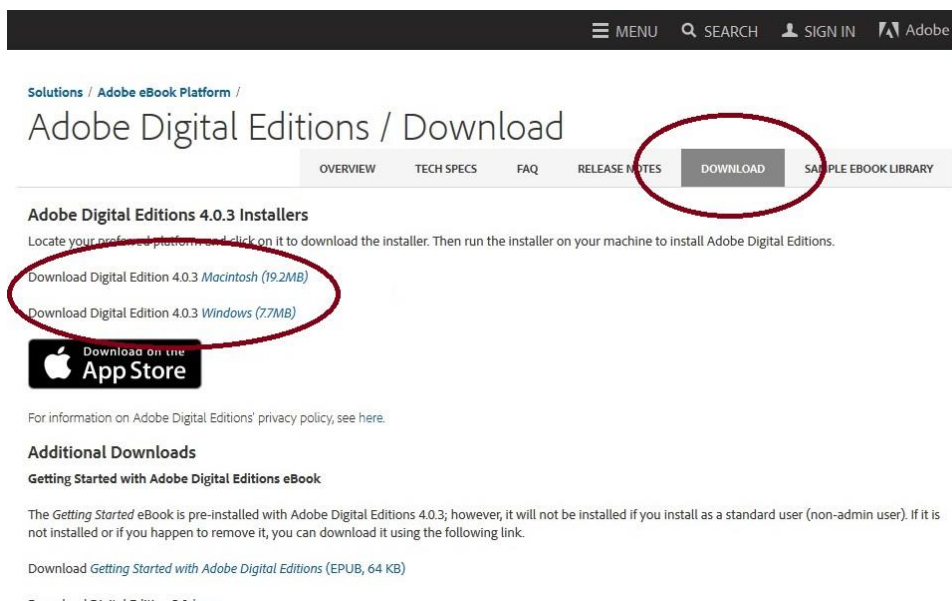 MENU SEARCH SIGN IN Adobe
Solutions / Adobe eBook Platform /
Adobe Digital Editions / Download
OVERVIEW TECH SPECS FAQ RELEASE NOTES DOWNLOAD SAMPLE EBOOK LIBRARY
Adobe Digital Editions 4.0.3 Installers
Locate your preferred platform and click on it to download the installer. Then run the installer on your machine to install Adobe Digital Editions.
Download Digital Edition 4.0.3 Macintosh (19.2MB)
Download Digital Edition 4.0.3 Windows (7.7MB)
Download on the
App Store
For information on Adobe Digital Editions' privacy policy, see here.
Additional Downloads
Getting Started with Adobe Digital Editions eBook
The Getting Started eBook is pre-installed with Adobe Digital Editions 4.0.3; however, it will not be installed if you install as a standard user (non-admin user). If it is
not installed or if you happen to remove it, you can download it using the following link.
Download Getting Started with Adobe Digital Editions (EPUB, 64 KB)